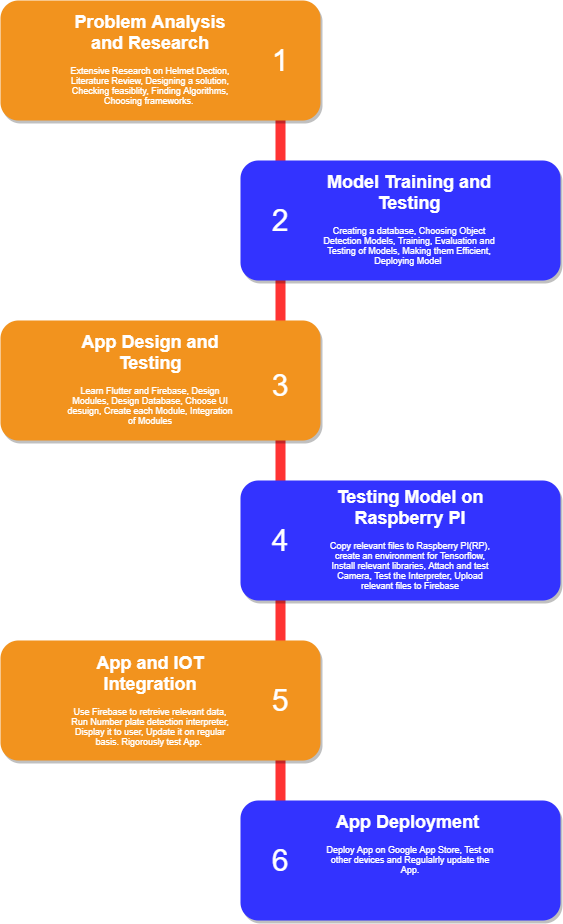 Problem Analysis
and Research
1
Extensive Research on Helmet Dection,
Literature Review, Designing a solution,
Checking feasiblity, Finding Algorithms,
Choosing frameworks.
Model Training and
Testing
2
Creating a database, Choosing Object
Detection Models, Training, Evaluation and
Testing of Models, Making them Efficient,
Deploying Model
App Design and
Testing
3
Learn Flutter and Firebase, Design
Modules, Design Database, Choose UI
desuign, Create each Module, Integration
of Modules
Testing Model on
Raspberry PI
4
Copy relevant files to Raspberry PI(RP),
create an environment for Tensorflow,
Install relevant libraries, Attach and test
Camera, Test the Interpreter, Upload
relevant files to Firebase
App and IOT
Integration
5
Use Firebase to retreive relevant data,
Run Number plate detection interpreter,
Display it to user, Update it on regular
basis. Rigorously test App.
App Deployment
6
Deploy App on Google App Store, Test on
other devices and Regulalrly update the
App.